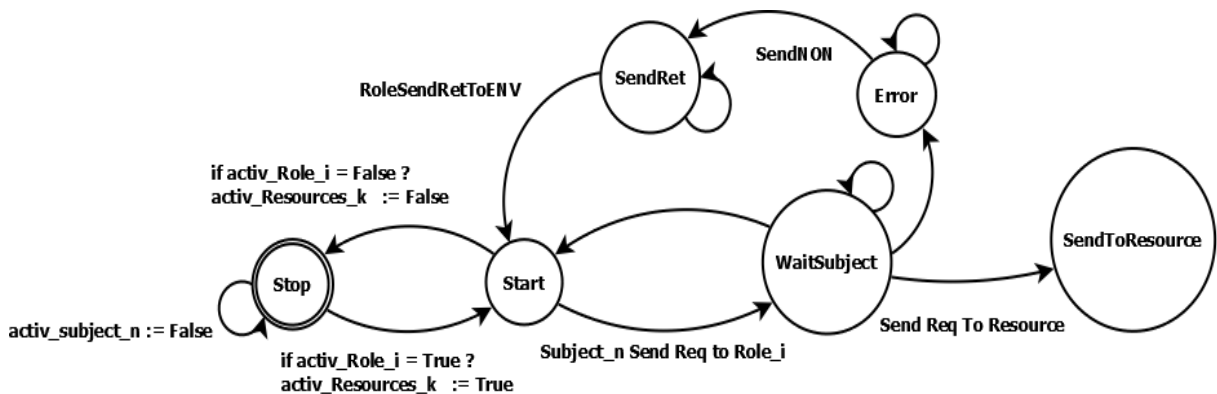 SendNON
SendRet
Error
RoleSendRetToENV
if activ_Role_i = False ?
activ_Resources_k := False
SendToResource
WaitSubject
Stop
Start
activ_subject_n := False
Send Req To Resource
Subject_n Send Req to Role_i
if activ_Role_i = True ?
activ_Resources_k := True